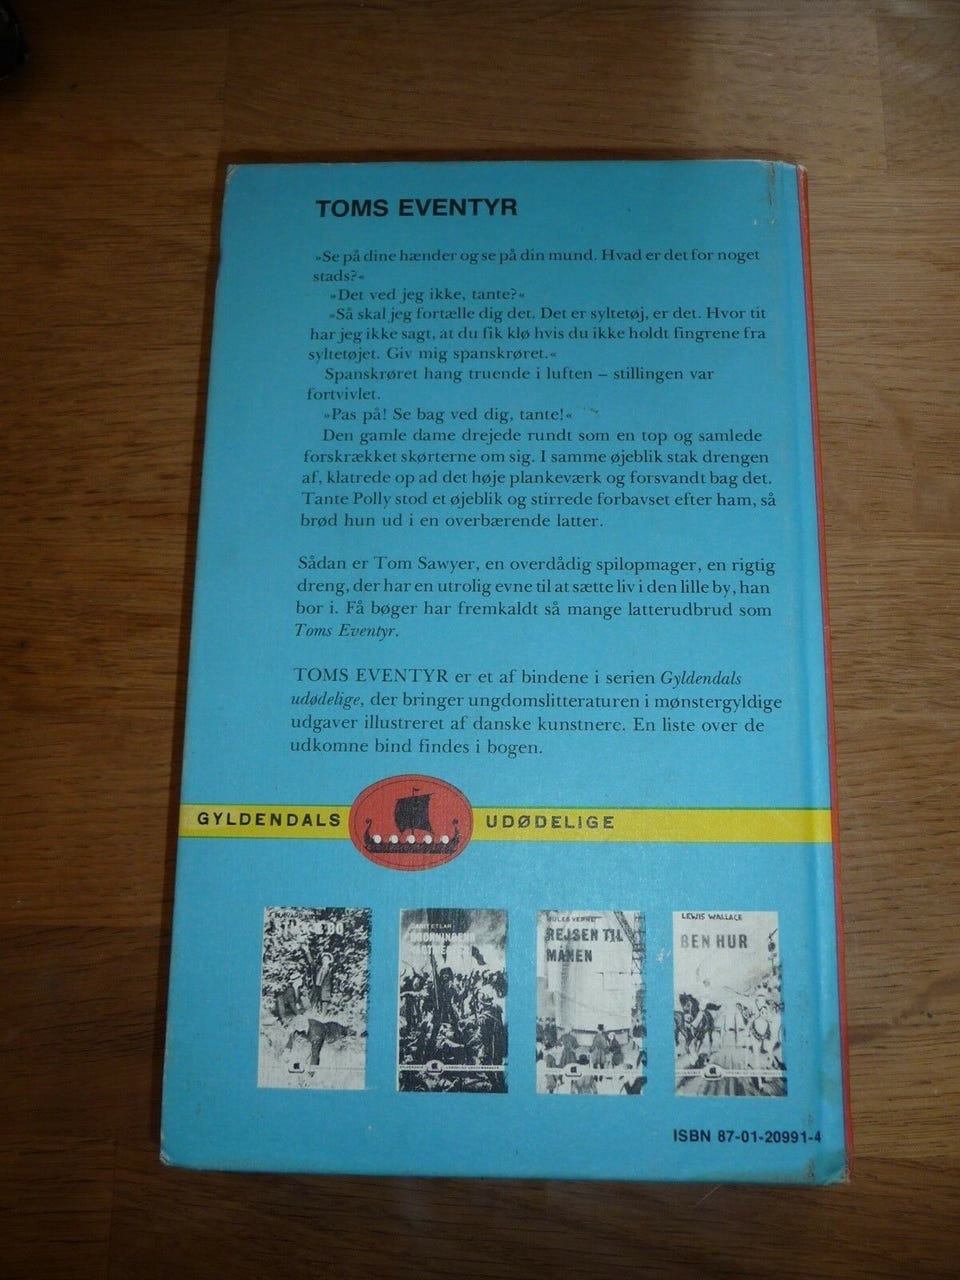 TOMS EVENTYR
»Se på dine hænder og se på din mund. Hvad er det for noget
stads?«
»Det ved jeg ikke, tante?«
»Så skal jeg fortælle dig det. Det er syltetøj, er det. Hvor tit
har jeg ikke sagt, at du fik klø hvis du ikke holdt fingrene fra
syltetøjet. Giv mig spanskrøret.«
Spanskrøret hang truende i luften – stillingen var
fortvivlet.
»Pas på! Se bag ved dig, tante!«
Den gamle dame drejede rundt som en top og samlede
forskrækket skørterne om sig. I samme øjeblik stak drengen
af, klatrede op ad det høje plankeværk og forsvandt bag det.
Tante Polly stod et øjeblik og stirrede forbavset efter ham, så
brød hun ud i en overbærende latter.
Sådan er Tom Sawyer, en overdådig spilopmager, en rigtig
dreng, der har en utrolig evne til at sætte liv i den lille by, han
bor i. Få bøger har fremkaldt så mange latterudbrud som
Toms Eventyr.
TOMS EVENTYR er et af bindene i serien Gyldendals
udødelige, der bringer ungdomslitteraturen i mønstergyldige
udgaver illustreret af danske kunstnere. En liste over de
udkomne bind findes i bogen.
GYLDENDALS UDØDELIGE
JULES VERNE
REJSEN TIL
MÅNEN
LEWIS WALLACE
BEN HUR
ISBN 87-01-20991-4